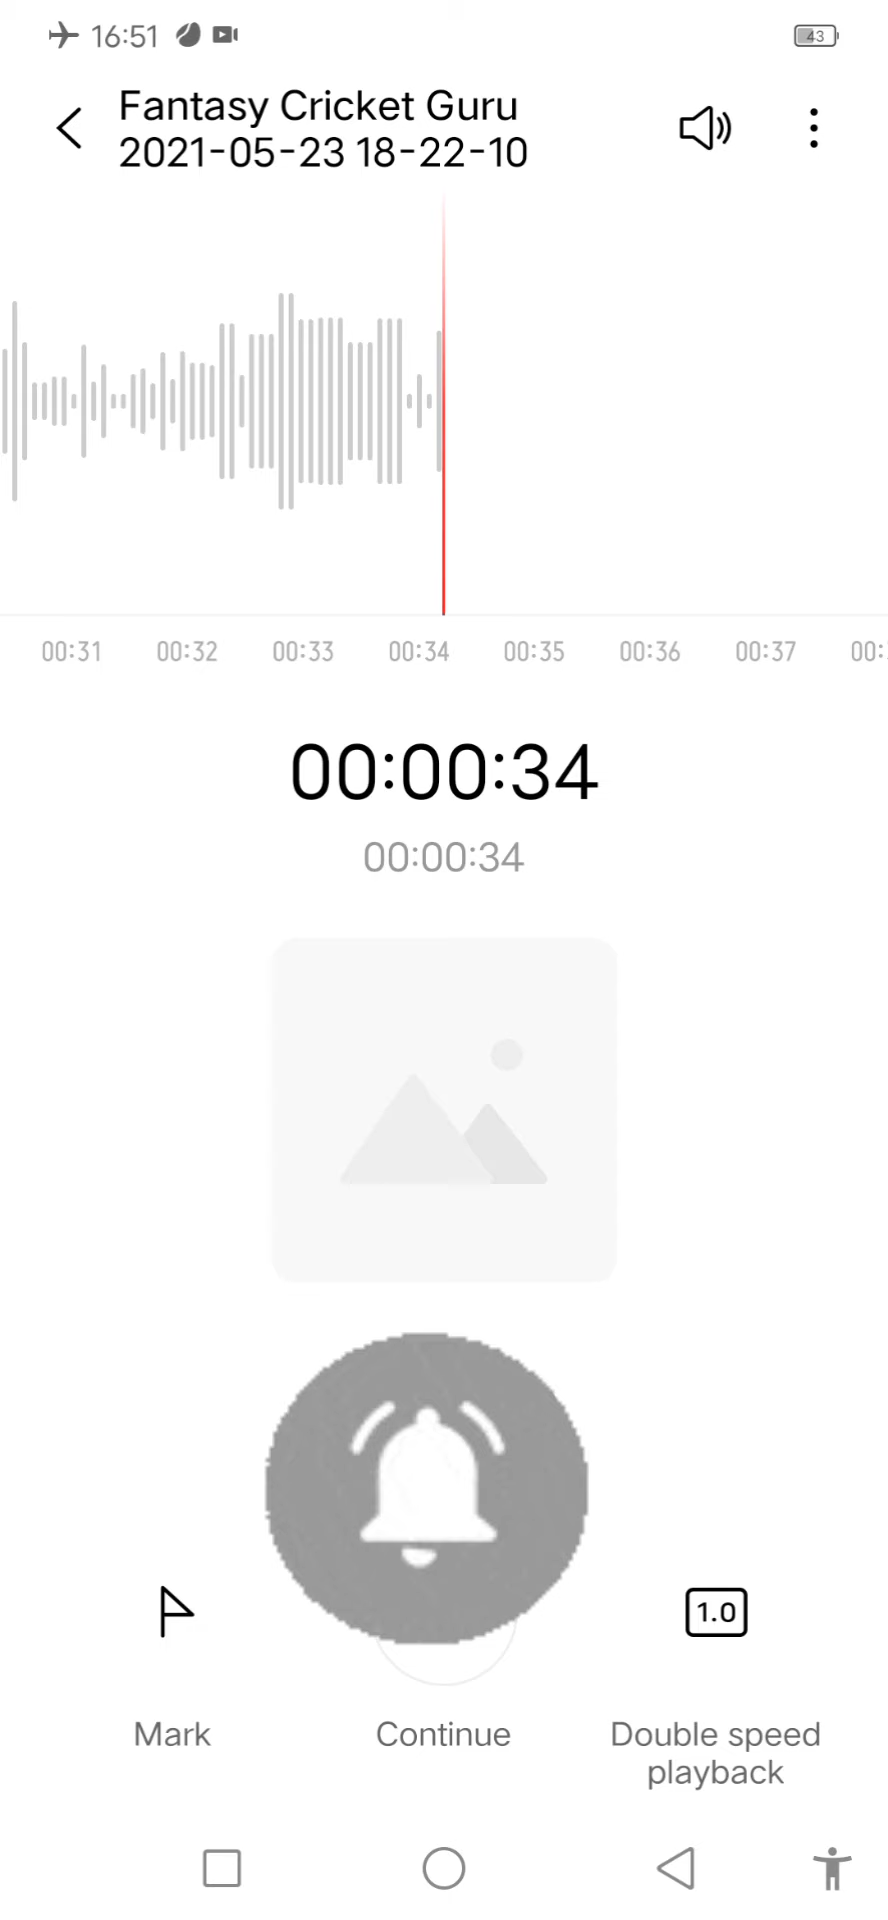 16:51
43
Fantasy Cricket Guru
2021-05-23 18-22-10
00:31 00:32 00:33 00:34 00:35 00:36 00:37 00:
00:00:34
00:00:34
1.0
Mark Continue Double speed
playback